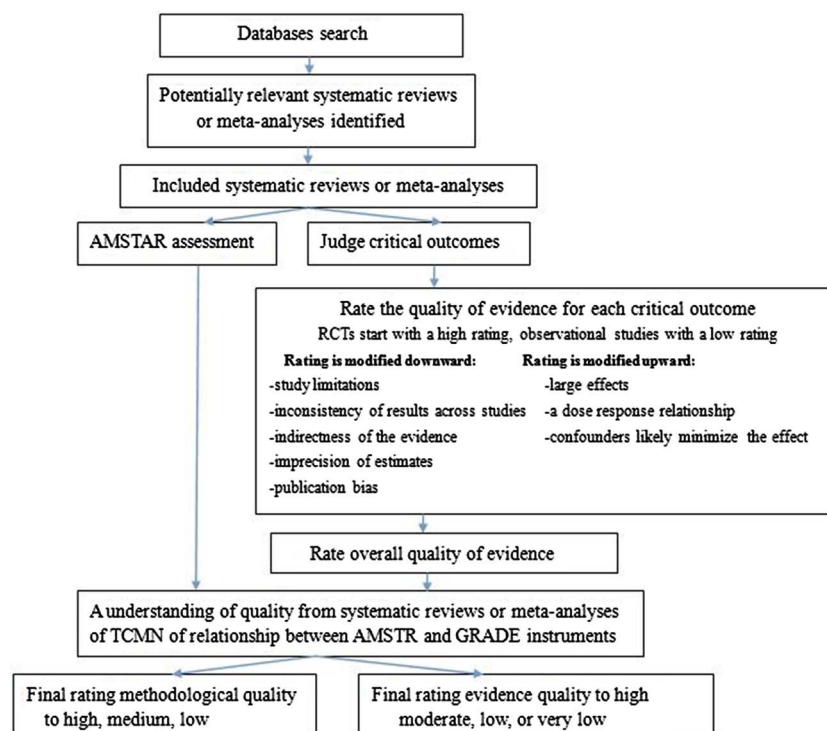 Databases search
Potentially relevant systematic reviews
or meta-analyses identified
Included systematic reviews or meta-analyses
AMSTAR assessment
Judge critical outcomes
Rate the quality of evidence for each critical outcome
RCTs start with a high rating, observational studies with a low rating
Rating is modified downward:
-study limitations
-inconsistency of results across studies
-indirectness of the evidence
-imprecision of estimates
-publication bias
Rating is modified upward:
-large effects
-a dose response relationship
-confounders likely minimize the effect
Rate overall quality of evidence
A understanding of quality from systematic reviews or meta-analyses
of TCMN of relationship between AMSTR and GRADE instruments
Final rating methodological quality
to high, medium, low
Final rating evidence quality to high
moderate, low, or very low